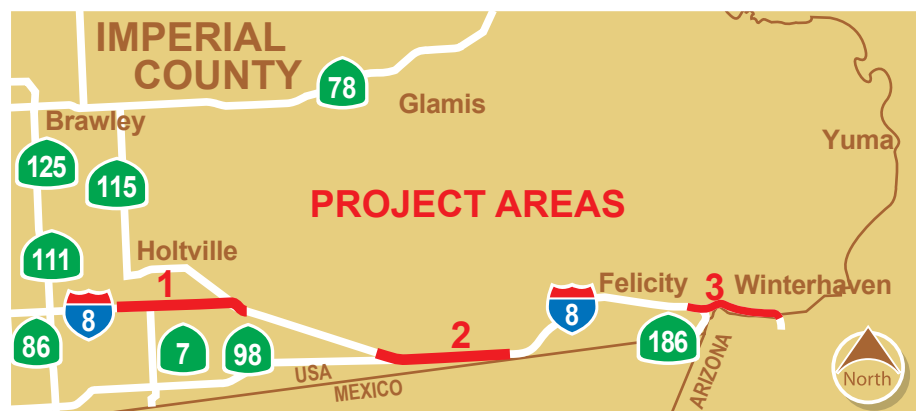 IMPERIAL
COUNTY
78
Glamis
Brawley
Yuma
125
115
PROJECT AREAS
Holtville
111
1
Felicity
3
Winterhaven
8
8
2
86
7
98
186
USA
MEXICO
ARIZONA
North